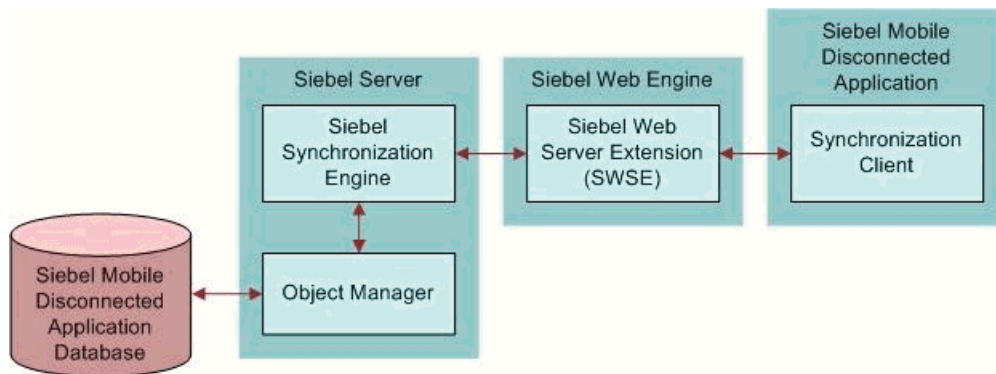 Siebel Mobile
Disconnected
Application
Synchronization
Client
Siebel Web Engine
Siebel Web
Server Extension
(SWSE)
Siebel Server
Siebel
Synchronization
Engine
Object Manager
Siebel Mobile
Disconnected
Application
Database